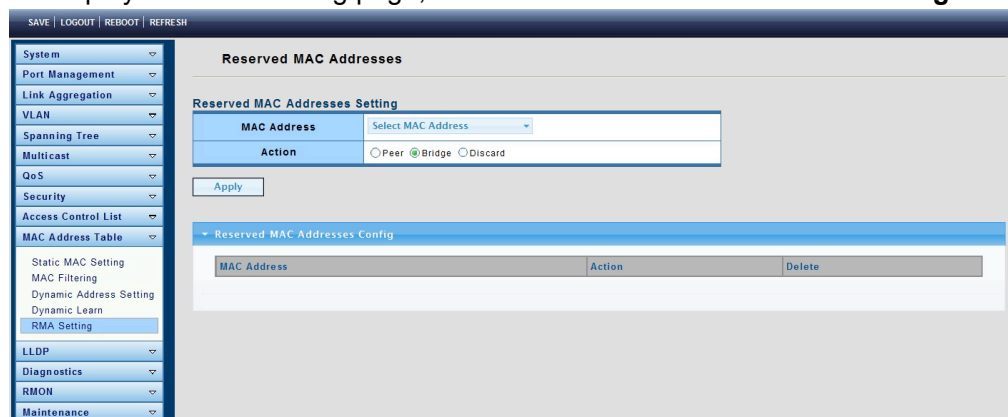 SAVE | LOGOUT | REBOOT | REFRESH
System
Port Management
Link Aggregation
VLAN
Spanning Tree
Multicast
QoS
Security
Access Control List
MAC Address Table
Static MAC Setting
MAC Filtering
Dynamic Address Setting
Dynamic Learn
RMA Setting
LLDP
Diagnostics
RMON
Maintenance
Reserved MAC Addresses
Reserved MAC Addresses Setting
MAC Address Select MAC Address
Action Peer Bridge Discard
Apply
Reserved MAC Addresses Config
MAC Address Action Delete